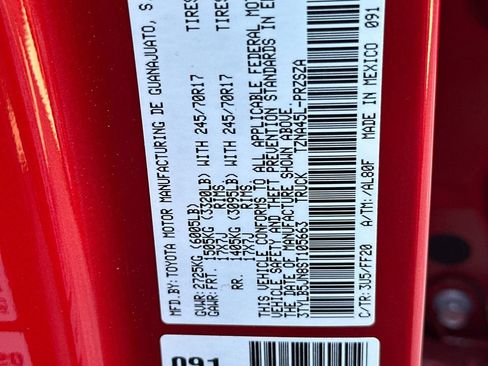 MFD.BY:TOYOTA MOTOR MANUFACTURING DE GUANAJUATO, S.
GVWR:2725KG(6005LB)
GAWR:FRT. 1505KG (3320LB) WITH 245/70R17 TIRES
17X7J RIMS,
RR. 1405KG (3095LB) WITH 245/70R17 TIRES
17X7J RIMS,
THIS VEHICLE CONFORMS TO ALL APPLICABLE FEDERAL MOT
VEHICLE SAFETY AND THEFT PREVENTION STANDARDS IN E
THE DATE OF MANUFACTURE SHOWN ABOVE.
3TYLB5JN8ST105663 TRUCK TZNA45L-PRZSZA
C/TR:3U5/FF20 A/TM:/AL80F MADE IN MEXICO 091
091